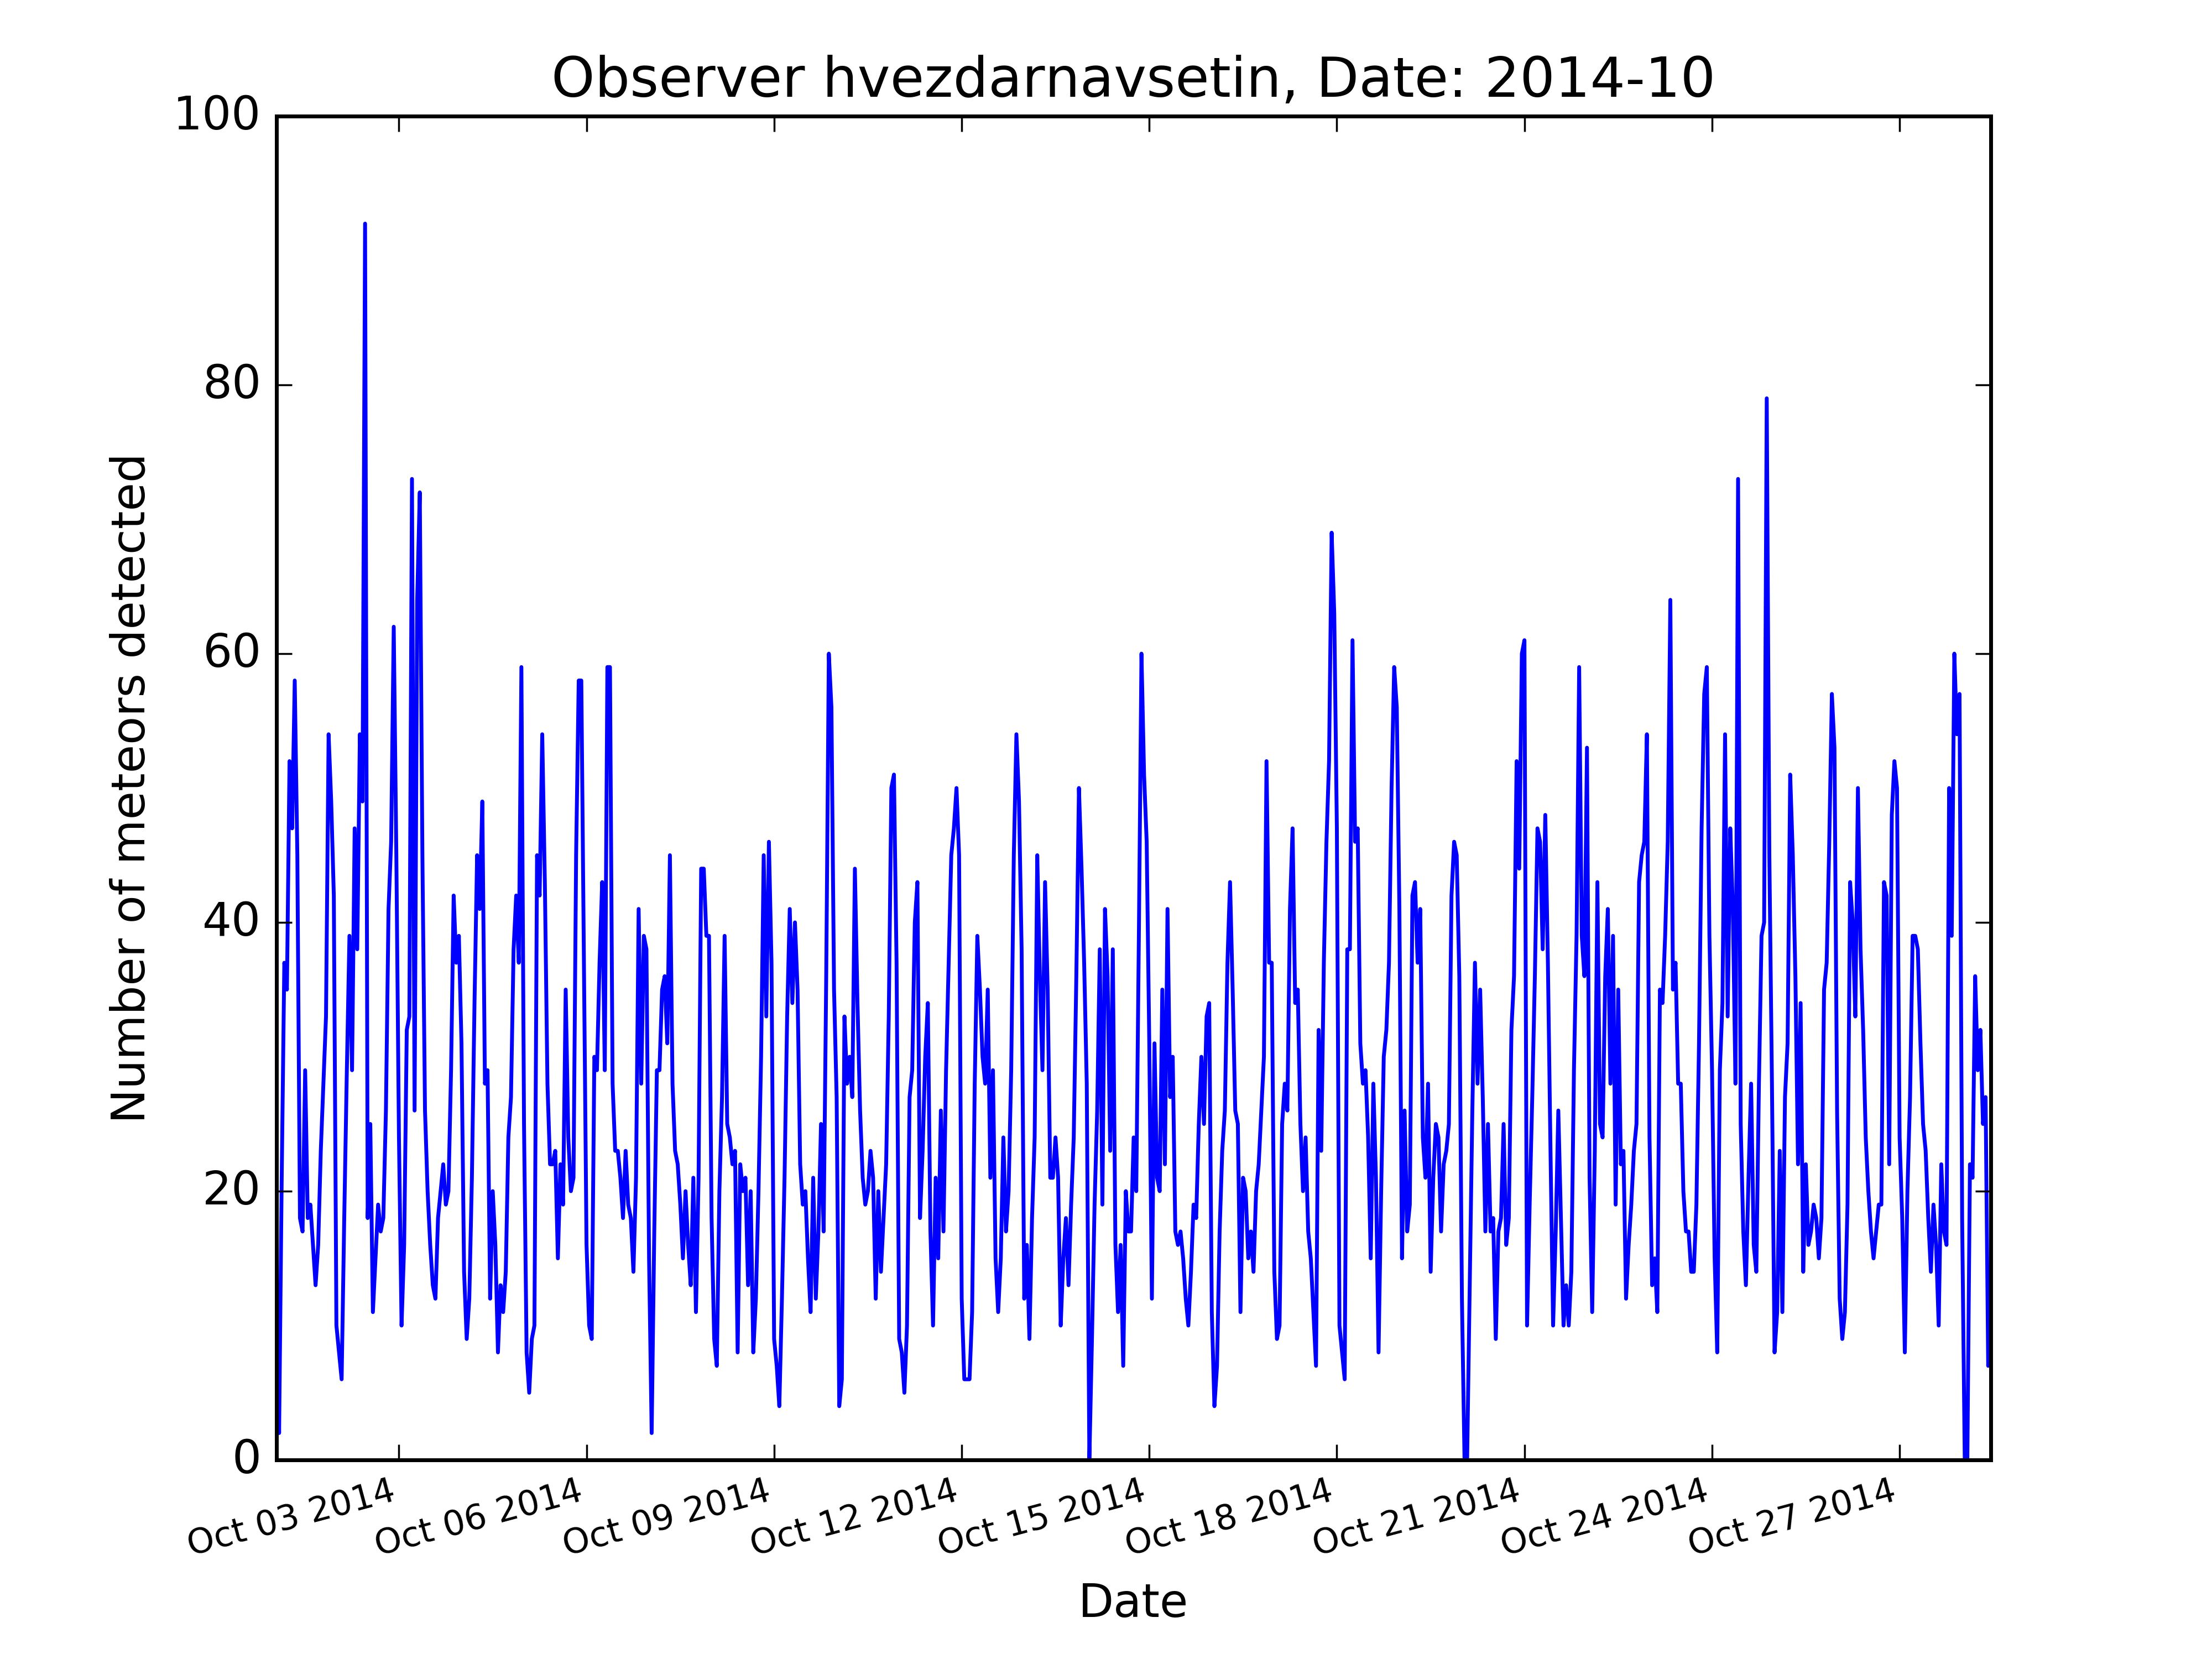 Observer hvezdarnavsetin, Date: 2014-10
Number of meteors detected
100
80
60
40
20
0
Oct 03 2014
Oct 06 2014
Oct 09 2014
Oct 12 2014
Oct 15 2014
Oct 18 2014
Oct 21 2014
Oct 24 2014
Oct 27 2014
Date